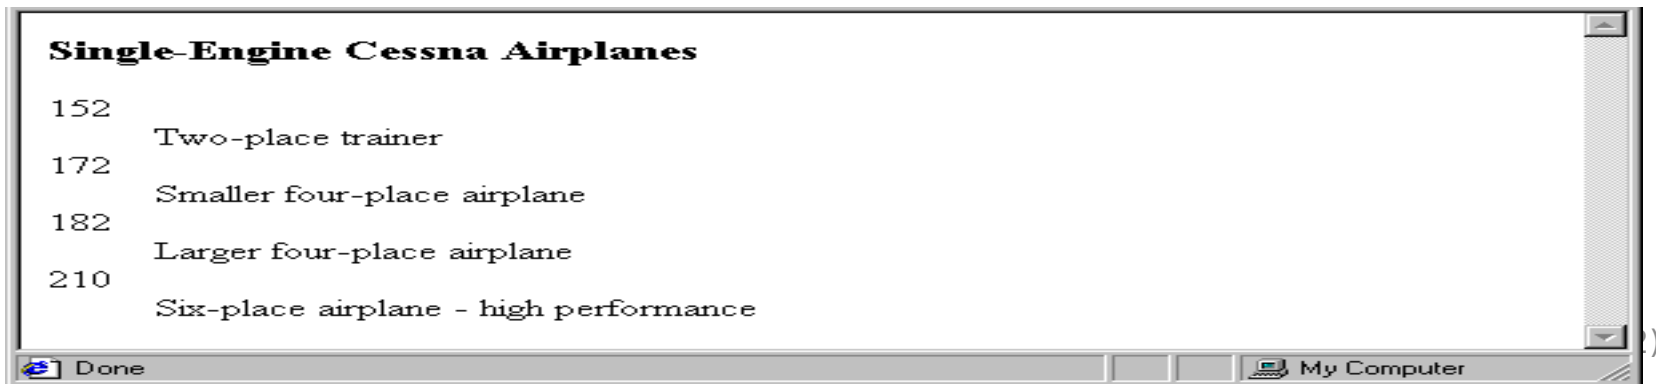 Single-Engine Cessna Airplanes
152
Two-place trainer
172
Smaller four-place airplane
182
Larger four-place airplane
210
Six-place airplane - high performance
Done
My Computer